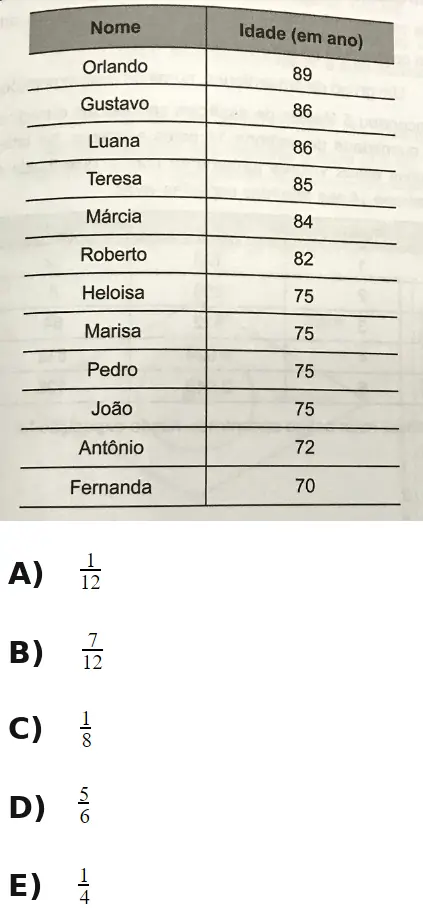 Nome Idade (em ano)
Orlando 89
Gustavo 86
Luana 86
Teresa 85
Márcia 84
Roberto 82
Heloisa 75
Marisa 75
Pedro 75
João 75
Antônio 72
Fernanda 70
A) 1/12
B) 7/12
C) 1/8
D) 5/6
E) 1/4